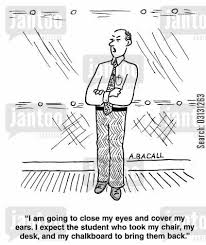 jantoo
A.BACALL
"I am going to close my eyes and cover my
ears. I expect the student who took my chair, my
desk, and my chalkboard to bring them back."